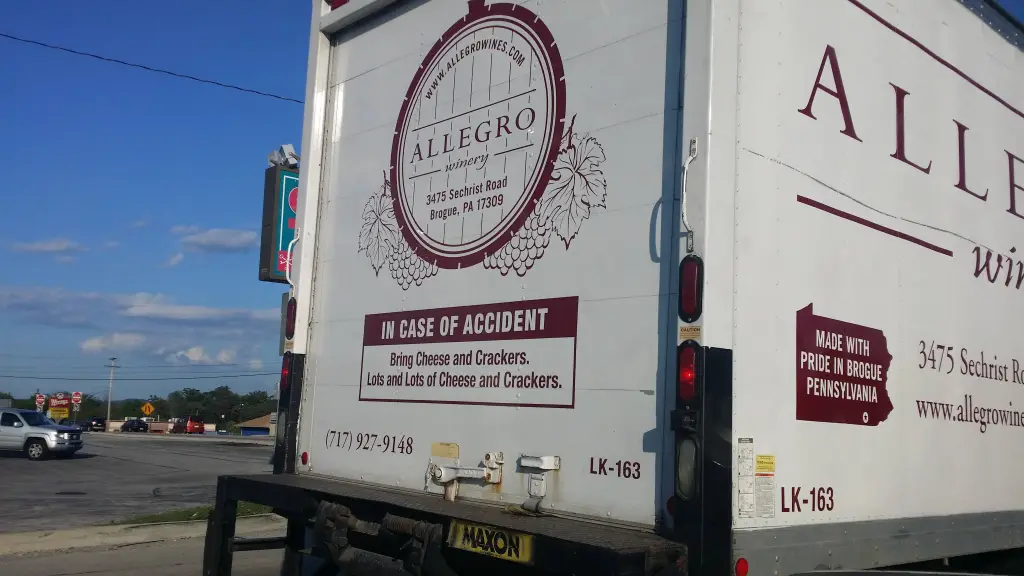 WWW.ALLEGROWINES.COM
ALLEGRO
winery
3475 Sechrist Road
Brogue, PA 17309
IN CASE OF ACCIDENT
Bring Cheese and Crackers.
Lots and Lots of Cheese and Crackers.
(717) 927-9148
LK-163
MAXON
ALLE
win
MADE WITH
PRIDE IN BROGUE
PENNSYLVANIA
3475 Sechrist Ro
www.allegrowine
LK-163
CAUTION